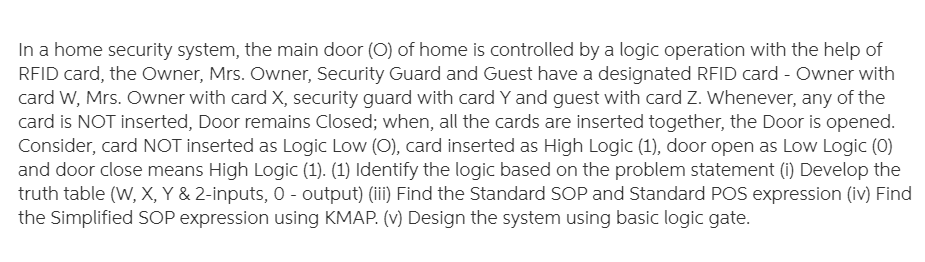 In a home security system, the main door (O) of home is controlled by a logic operation with the help of
RFID card, the Owner, Mrs. Owner, Security Guard and Guest have a designated RFID card - Owner with
card W, Mrs. Owner with card X, security guard with card Y and guest with card Z. Whenever, any of the
card is NOT inserted, Door remains Closed; when, all the cards are inserted together, the Door is opened.
Consider, card NOT inserted as Logic Low (O), card inserted as High Logic (1), door open as Low Logic (0)
and door close means High Logic (1). (1) Identify the logic based on the problem statement (i) Develop the
truth table (W, X, Y & 2-inputs, 0 - output) (iii) Find the Standard SOP and Standard POS expression (iv) Find
the Simplified SOP expression using KMAP. (v) Design the system using basic logic gate.